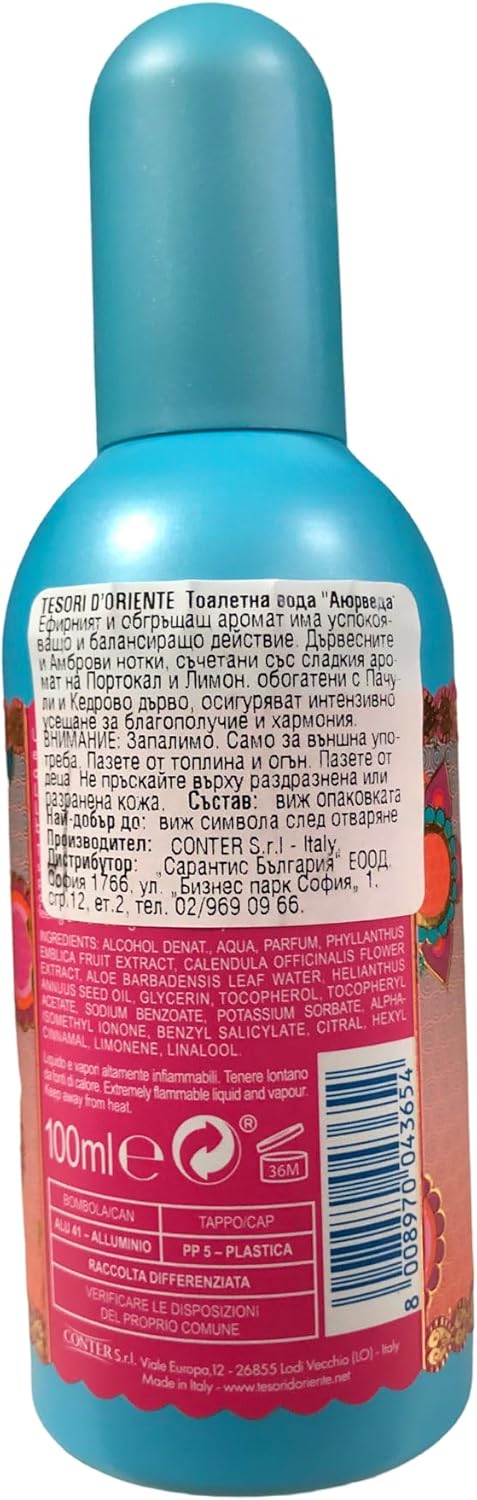 TESORI D'ORIENTE Тоалетна вода "Аюрведа"
Ефирният и обгръщащ аромат има успокоя-
ващо и балансиращо действие. Дървесните
и Амброви нотки, съчетани със сладкия аро-
мат на Портокал и Лимон. обогатени с Пачу-
ли и Кедрово дърво, осигуряват интензивно
усещане за благополучие и хармония.
ВНИМАНИЕ: Запалимо. Само за външна упо-
треба. Пазете от топлина и огън. Пазете от
деца. Не пръскайте върху раздразнена или
разранена кожа. Състав: виж опаковката
Най-добър до: виж символа след отваряне
Производител: CONTER S.r.l - Italy,
Дистрибутор: „Сарантис България" ЕООД,
София 1766, ул. „Бизнес парк София" 1,
стр.12, ет.2, тел. 02/969 09 66.
INGREDIENTS: ALCOHOL DENAT., AQUA, PARFUM, PHYLLANTHUS
EMBLICA FRUIT EXTRACT, CALENDULA OFFICINALIS FLOWER
EXTRACT, ALOE BARBADENSIS LEAF WATER, HELIANTHUS
ANNUUS SEED OIL, GLYCERIN, TOCOPHEROL, TOCOPHERYL
ACETATE, SODIUM BENZOATE, POTASSIUM SORBATE, ALPHA-
ISOMETHYL IONONE, BENZYL SALICYLATE, CITRAL, HEXYL
CINNAMAL, LIMONENE, LINALOOL.
Liquido e vapori altamente infiammabili. Tenere lontano
da fonti di calore. Extremely flammable liquid and vapour.
Keep away from heat.
100ml e ® 36M
BOMBOLA/CAN TAPPO/CAP
ALU 41 – ALLUMINIO PP 5 – PLASTICA
RACCOLTA DIFFERENZIATA
VERIFICARE LE DISPOSIZIONI
DEL PROPRIO COMUNE
CONTER S.r.l. Viale Europa,12 - 26855 Lodi Vecchio (LO) - Italy
Made in Italy - www.tesoridoriente.net
8 008970 043654